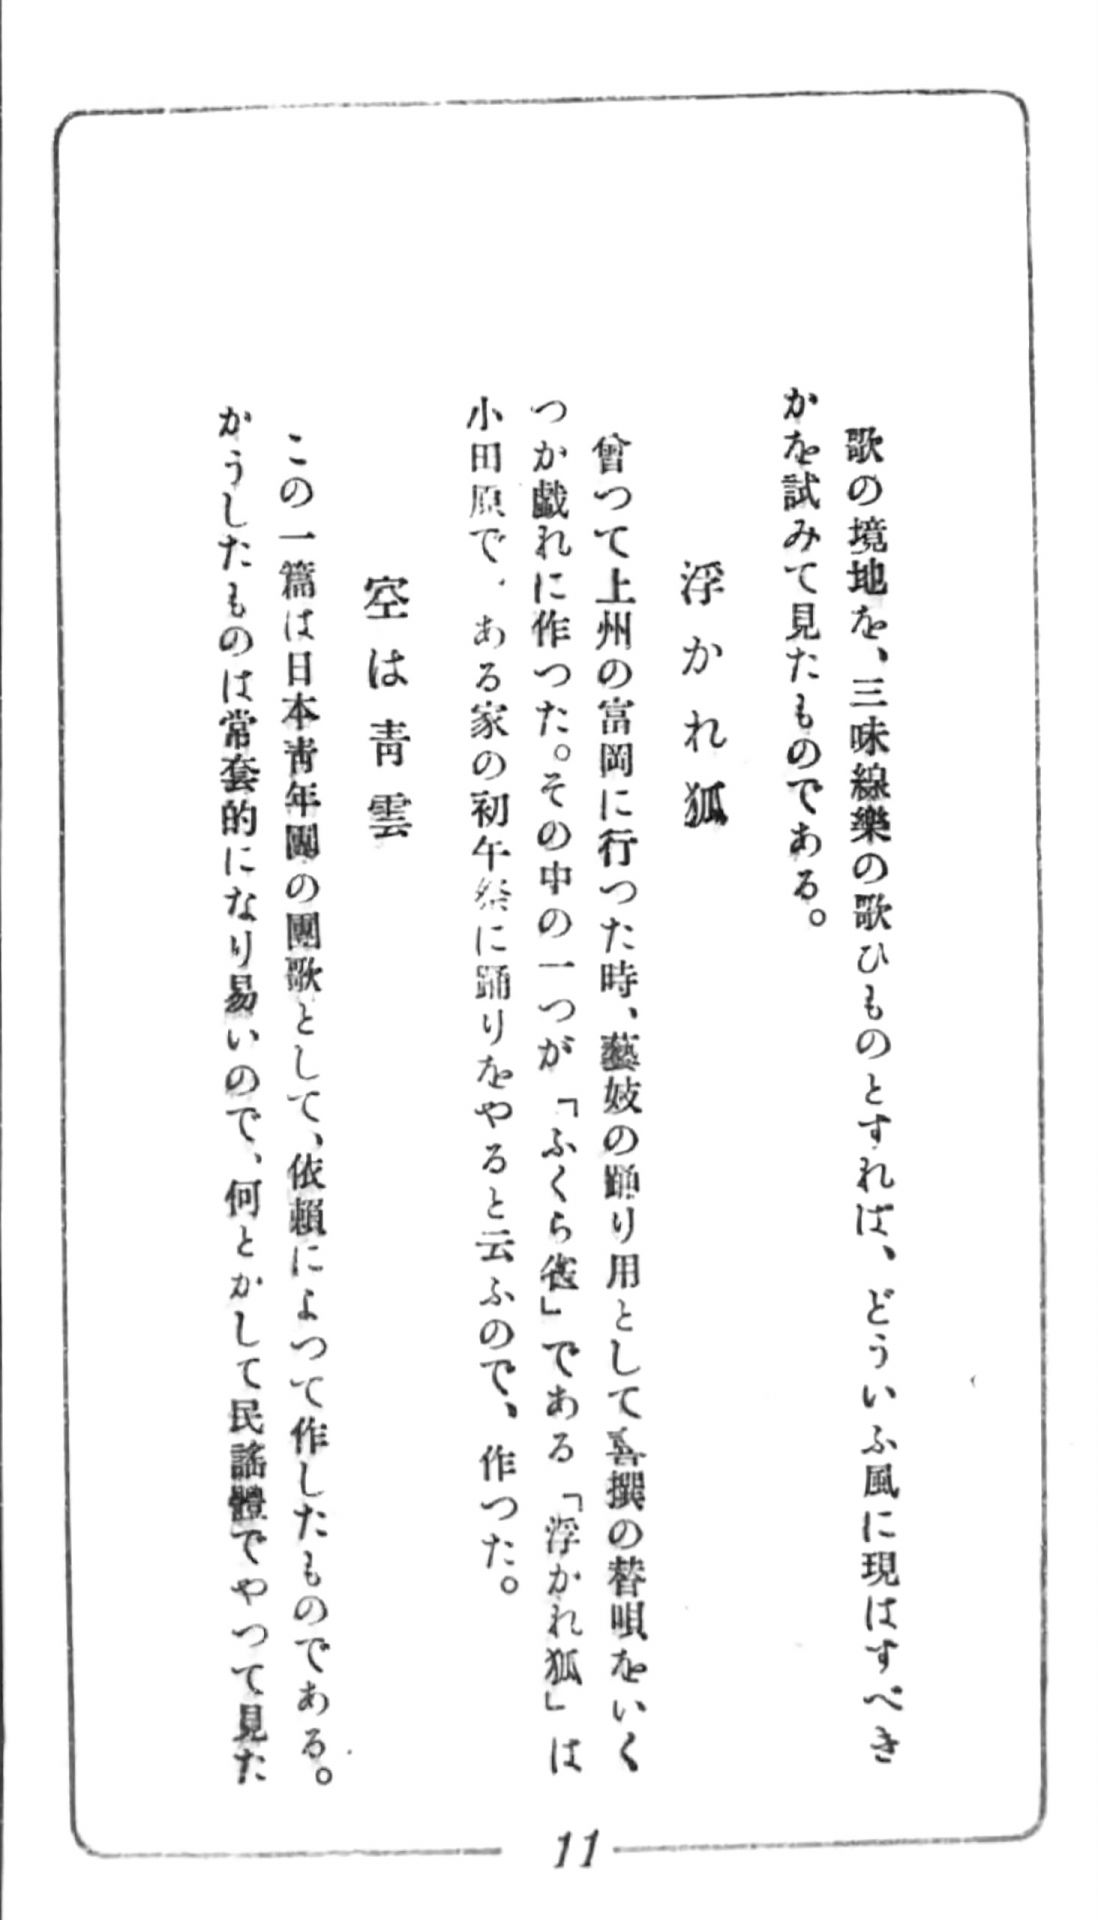 歌の境地を、三味線樂の歌ひものとすれば、どういふ風に現はすべき
かを試みて見たものである。
浮かれ狐
曾つて上州の富岡に行つた時、藝妓の踊り用として喜撰の替唄をいく
つか戯れに作つた。その中の一つが「ふくら雀」である「浮かれ狐」は
小田原で、ある家の初午祭に踊りをやると云ふので、作つた。
空は青雲
この一篇は日本青年團の團歌として、依頼によつて作したものである。
かうしたものは常套的になり易いので、何とかして民謠體でやつて見た
11